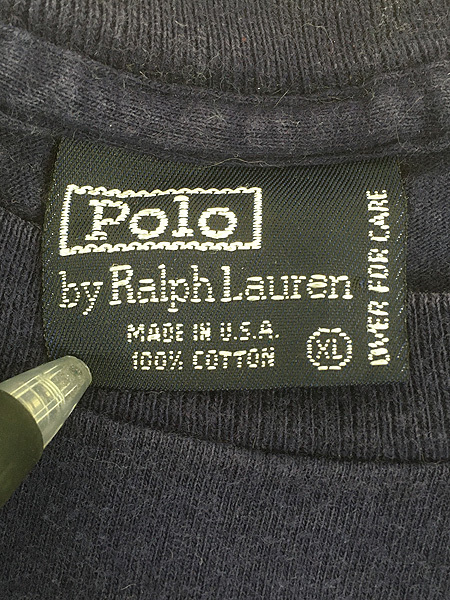 Polo
by Ralph Lauren
MADE IN U.S.A.
100% COTTON
XL
OVER FOR CARE